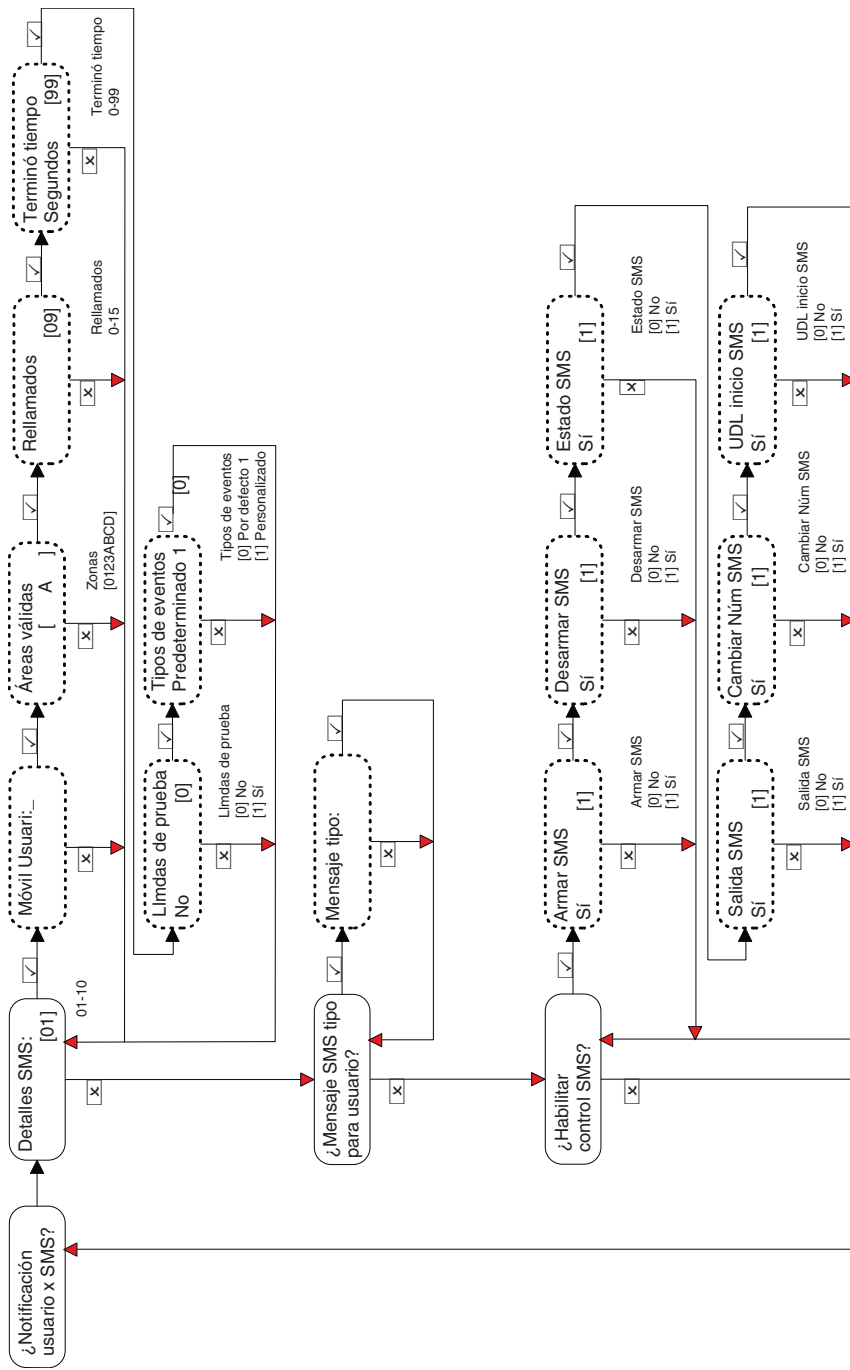 ¿Notificación
usuario x SMS?
Detalles SMS:
[01]
01-10
Móvil Usuari:_
Áreas válidas
[ A ]
Zonas
[0123ABCD]
Rellamados
[09]
Rellamados
0-15
Terminó tiempo
Segundos [99]
Terminó tiempo
0-99
Llmdas de prueba
No [0]
Llmdas de prueba
[0] No
[1] Sí
Tipos de eventos
Predeterminado 1 [0]
Tipos de eventos
[0] Por defecto 1
[1] Personalizado
¿Mensaje SMS tipo
para usuario?
Mensaje tipo:
¿Habilitar
control SMS?
Armar SMS
Sí [1]
Armar SMS
[0] No
[1] Sí
Desarmar SMS
Sí [1]
Desarmar SMS
[0] No
[1] Sí
Estado SMS
Sí [1]
Estado SMS
[0] No
[1] Sí
Salida SMS
Sí [1]
Salida SMS
[0] No
[1] Sí
Cambiar Núm SMS
Sí [1]
Cambiar Núm SMS
[0] No
[1] Sí
UDL inicio SMS
Sí [1]
UDL inicio SMS
[0] No
[1] Sí